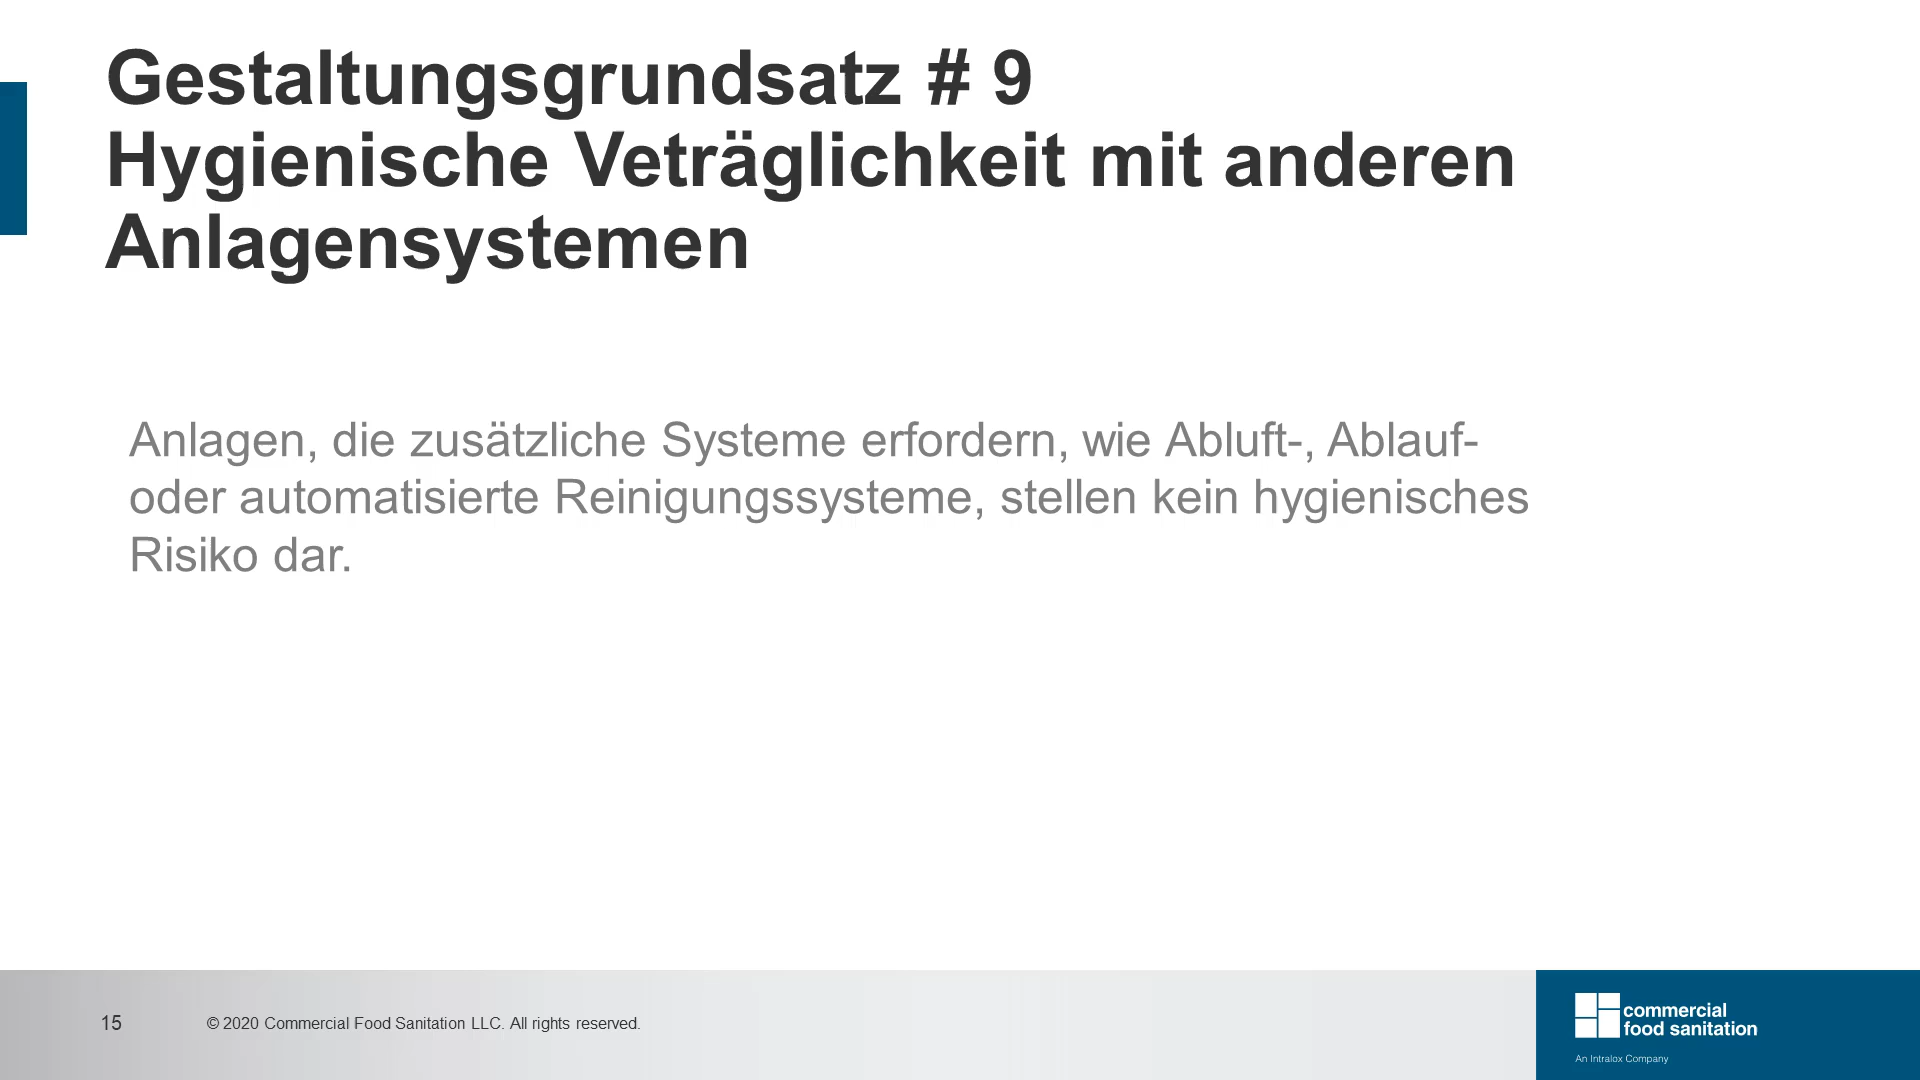 Gestaltungsgrundsatz # 9
Hygienische Veträglichkeit mit anderen
Anlagensystemen
Anlagen, die zusätzliche Systeme erfordern, wie Abluft-, Ablauf-
oder automatisierte Reinigungssysteme, stellen kein hygienisches
Risiko dar.
15
© 2020 Commercial Food Sanitation LLC. All rights reserved.
commercial
food sanitation
An Intralox Company